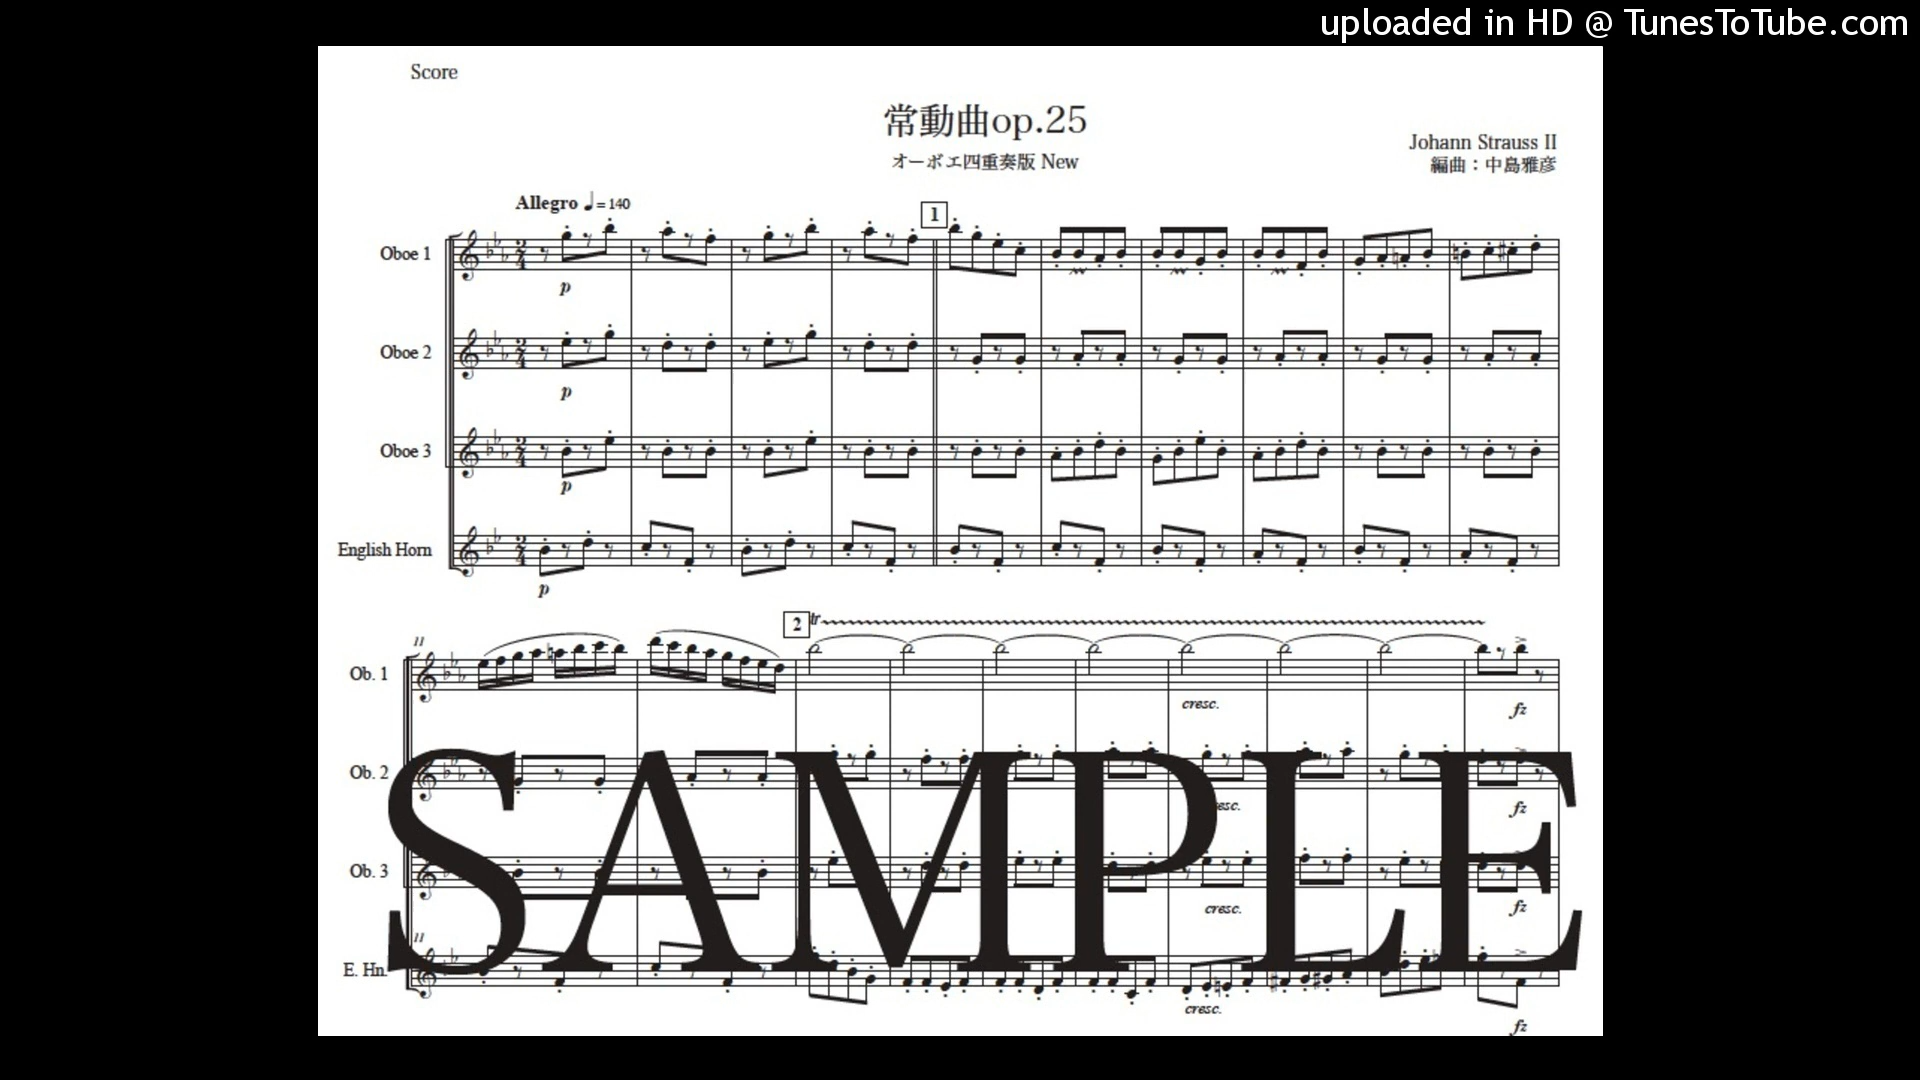 uploaded in HD @ TunesToTube.com
Score
常動曲op.25
オーボエ四重奏版 New
Johann Strauss II
編曲：中島雅彦
Allegro ♩=140
1
Oboe 1
p
Oboe 2
p
Oboe 3
p
English Horn
p
11
2
tr
Ob. 1
cresc.
fz
Ob. 2
fz
SAMPLE
Ob. 3
cresc.
fz
11
E. Hn.
cresc.
fz